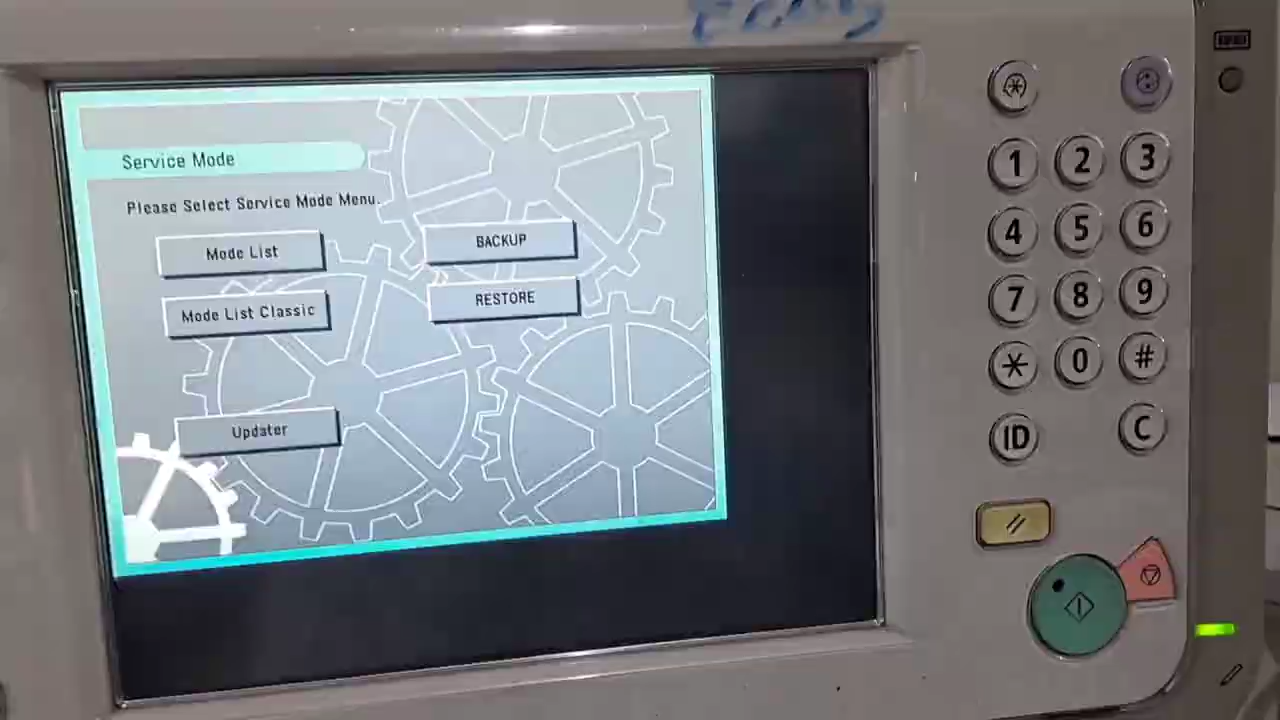 Service Mode
Please Select Service Mode Menu.
Mode List
BACKUP
Mode List Classic
RESTORE
Updater
1 2 3
4 5 6
7 8 9
* 0 #
ID C